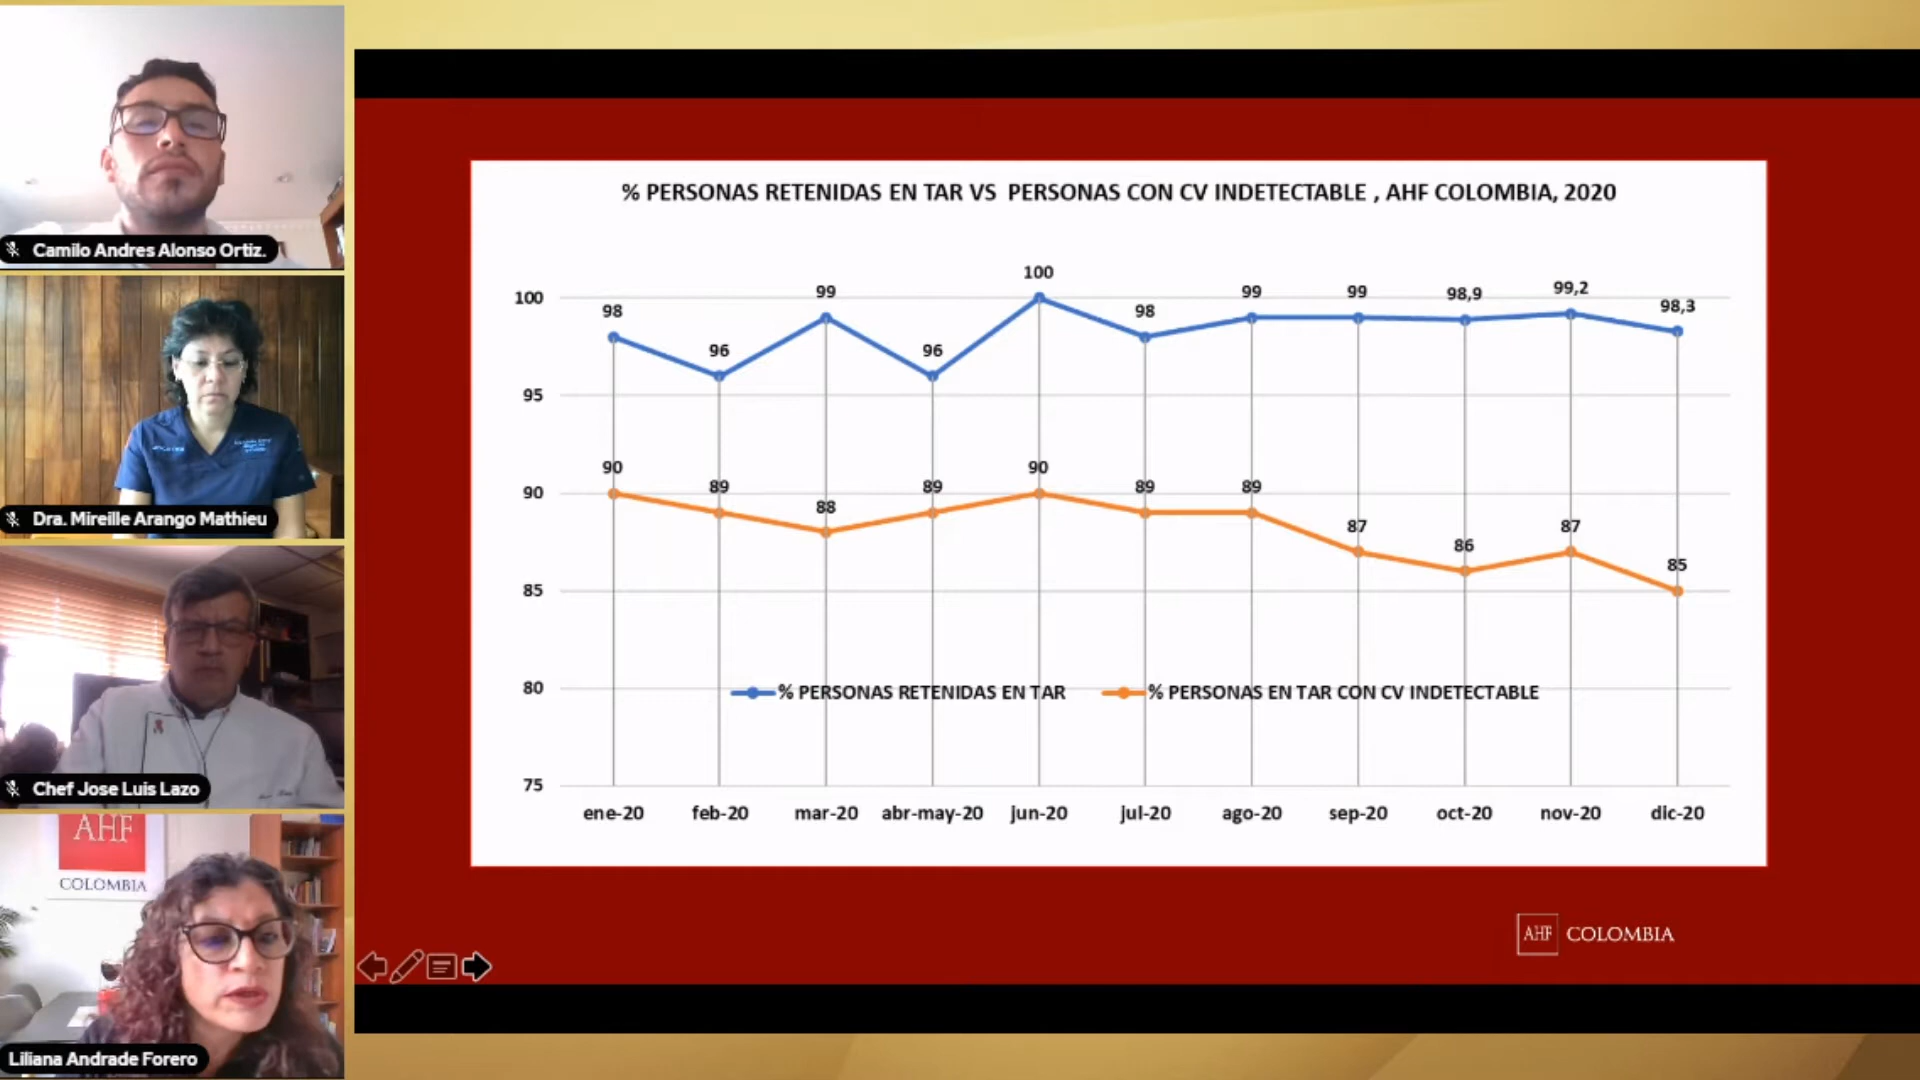 Camilo Andres Alonso Ortiz.
Dra. Mireille Arango Mathieu
Chef Jose Luis Lazo
AHF
COLOMBIA
Liliana Andrade Forero
% PERSONAS RETENIDAS EN TAR VS PERSONAS CON CV INDETECTABLE , AHF COLOMBIA, 2020
100
95
90
85
80
75
98
96
99
96
100
98
99
99
98,9
99,2
98,3
90
89
88
89
90
89
89
87
86
87
85
% PERSONAS RETENIDAS EN TAR
% PERSONAS EN TAR CON CV INDETECTABLE
ene-20
feb-20
mar-20
abr-may-20
jun-20
jul-20
ago-20
sep-20
oct-20
nov-20
dic-20
AHF COLOMBIA